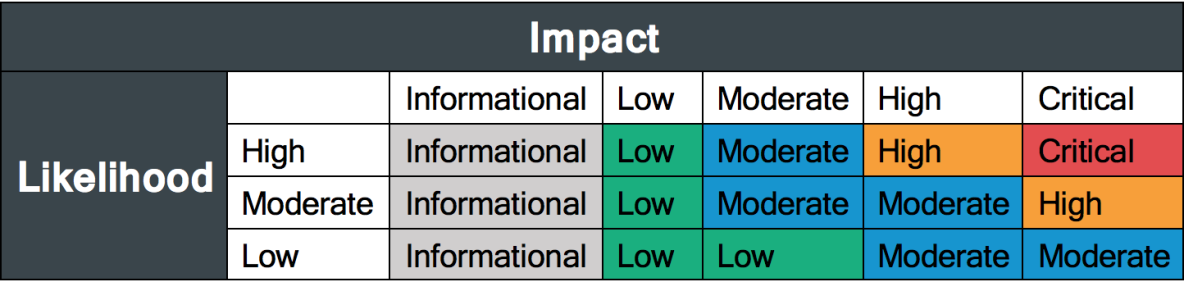 Impact
Informational Low Moderate High Critical
Likelihood
High Informational Low Moderate High Critical
Moderate Informational Low Moderate Moderate High
Low Informational Low Low Moderate Moderate